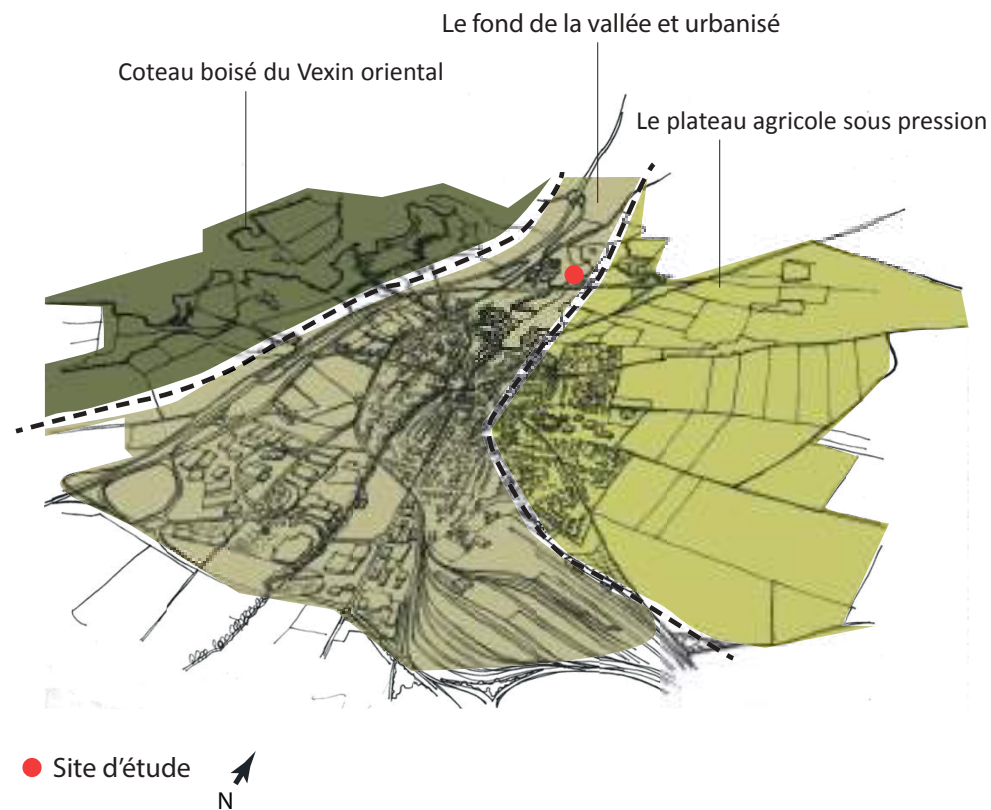 Le fond de la vallée et urbanisé
Coteau boisé du Vexin oriental
Le plateau agricole sous pression
Site d'étude
N